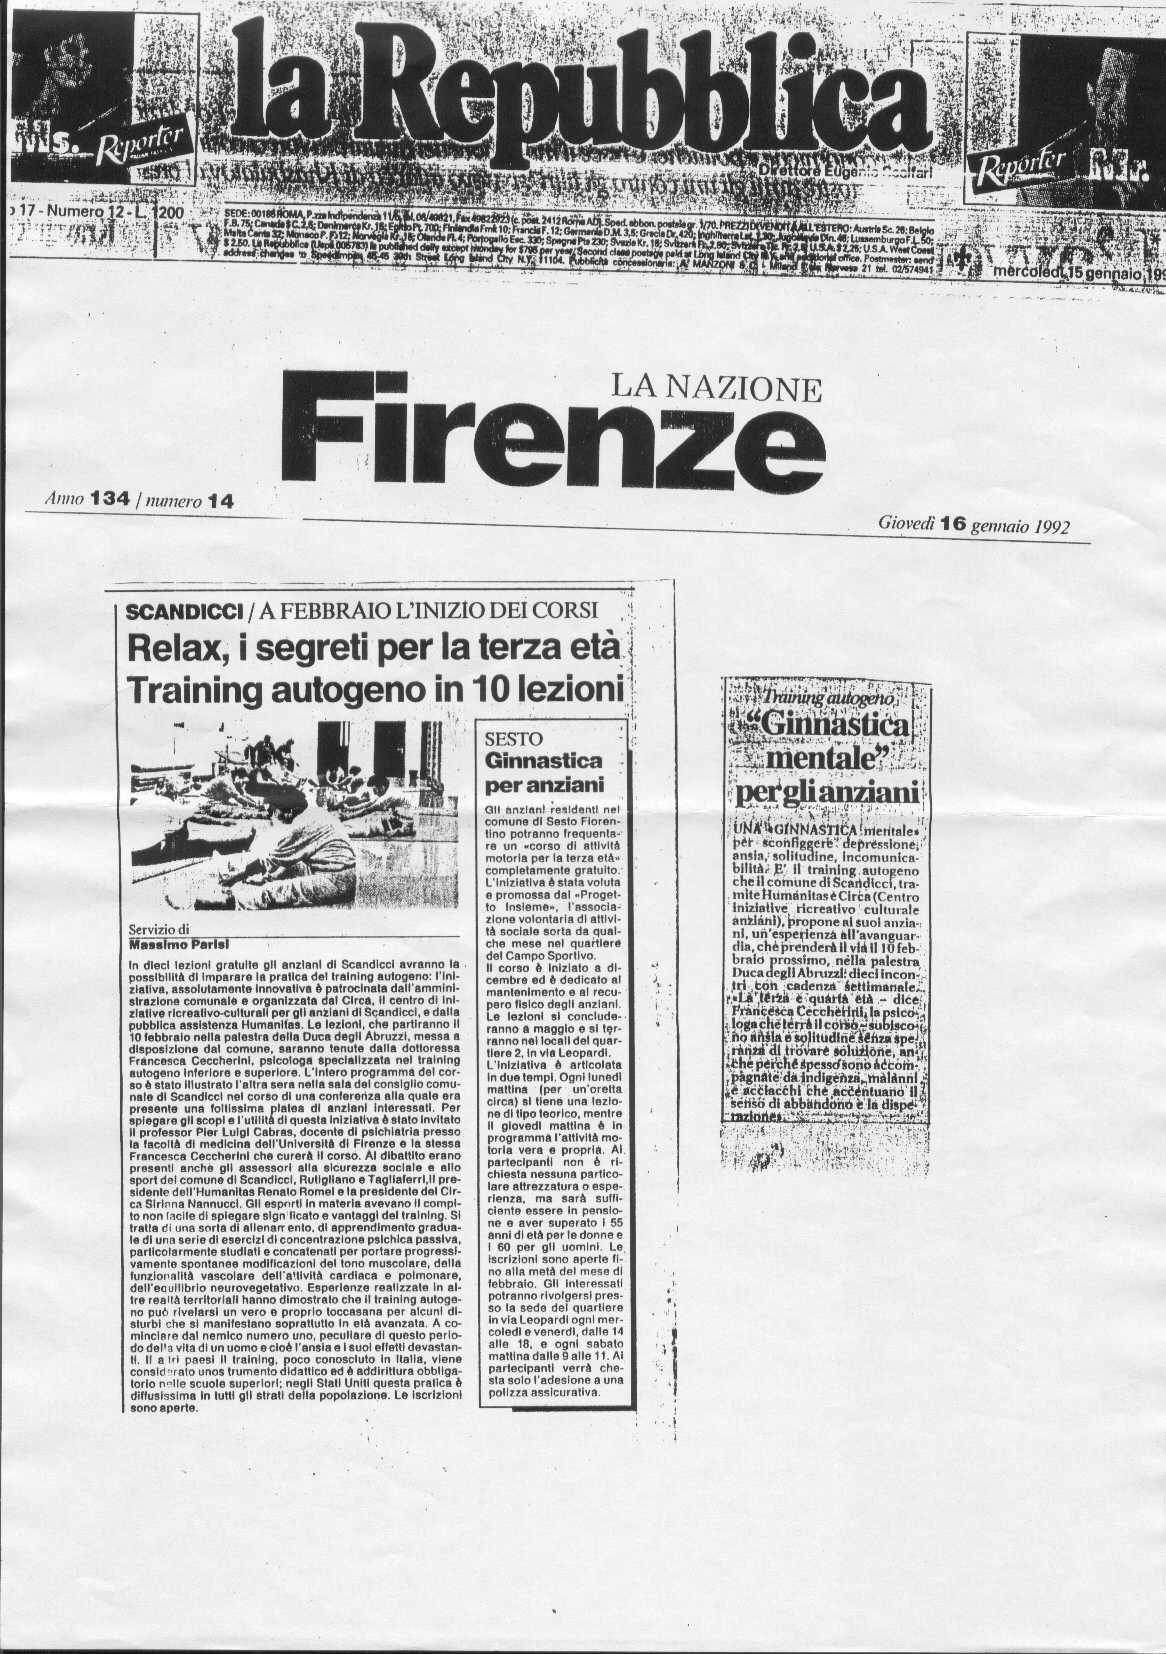 la Repubblica
Reporter
Reporter
Direttore Eugenio Scalfari
17 - Numero 12 - L. 1200
SEDE: 00185 ROMA, P.zza Indipendenza 11/b
mercoledì 15 gennaio 199
LA NAZIONE
Firenze
Anno 134 / numero 14
Giovedì 16 gennaio 1992
SCANDICCI / A FEBBRAIO L'INIZIO DEI CORSI
Relax, i segreti per la terza età
Training autogeno in 10 lezioni
Servizio di
Massimo Parisi
In dieci lezioni gratuite gli anziani di Scandicci avranno la
possibilità di imparare la pratica del training autogeno: l'ini-
ziativa, assolutamente innovativa è patrocinata dall'ammini-
strazione comunale e organizzata dal Circa, il centro di ini-
ziative ricreativo-culturali per gli anziani di Scandicci, e dalla
pubblica assistenza Humanitas. Le lezioni, che partiranno il
10 febbraio nella palestra della Duca degli Abruzzi, messa a
disposizione dal comune, saranno tenute dalla dottoressa
Francesca Ceccherini, psicologa specializzata nel training
autogeno inferiore e superiore. L'intero programma del cor-
so è stato illustrato l'altra sera nella sala del consiglio comu-
nale di Scandicci nel corso di una conferenza alla quale era
presente una foltissima platea di anziani interessati. Per
spiegare gli scopi e l'utilità di questa iniziativa è stato invitato
il professor Pier Luigi Cabras, docente di psichiatria presso
la facoltà di medicina dell'Università di Firenze e la stessa
Francesca Ceccherini che curerà il corso. Al dibattito erano
presenti anche gli assessori alla sicurezza sociale e allo
sport del comune di Scandicci, Rutigliano e Tagliaferri, il pre-
sidente dell'Humanitas Renato Romei e la presidente del Cir-
ca Sirinna Nannucci. Gli esporti in materia avevano il compi-
to non facile di spiegare significato e vantaggi del training. Si
tratta di una sorta di allenamento, di apprendimento gradua-
le di una serie di esercizi di concentrazione psichica passiva,
particolarmente studiati e concatenati per portare progressi-
vamente spontanee modificazioni del tono muscolare, della
funzionalità vascolare dell'attività cardiaca e polmonare,
dell'equilibrio neurovegetativo. Esperienze realizzate in al-
tre realtà territoriali hanno dimostrato che il training autoge-
no può rivelarsi un vero e proprio toccasana per alcuni di-
sturbi che si manifestano soprattutto in età avanzata. A co-
minciare dal nemico numero uno, peculiare di questo perio-
do della vita di un uomo e cioè l'ansia e i suoi effetti devastan-
ti. Il altri paesi il training, poco conosciuto in Italia, viene
considerato unos trumento didattico ed è addirittura obbliga-
torio nelle scuole superiori; negli Stati Uniti questa pratica è
diffusissima in tutti gli strati della popolazione. Le iscrizioni
sono aperte.
SESTO
Ginnastica
per anziani
Gli anziani residenti nel
comune di Sesto Fioren-
tino potranno frequenta-
re un «corso di attività
motoria per la terza età»
completamente gratuito.
L'iniziativa è stata voluta
e promossa dal «Proget-
to Insieme», l'associa-
zione volontaria di attivi-
tà sociale sorta da qual-
che mese nel quartiere
del Campo Sportivo.
Il corso è iniziato a di-
cembre ed è dedicato al
mantenimento e al recu-
pero fisico degli anziani.
Le lezioni si conclude-
ranno a maggio e si ter-
ranno nei locali del quar-
tiere 2, in via Leopardi.
L'iniziativa è articolata
in due tempi. Ogni lunedì
mattina (per un'oretta
circa) si tiene una lezio-
ne di tipo teorico, mentre
il giovedì mattina è in
programma l'attività mo-
toria vera e propria. Ai
partecipanti non è ri-
chiesta nessuna partico-
lare attrezzatura o espe-
rienza, ma sarà suffi-
ciente essere in pensio-
ne e aver superato i 55
anni di età per le donne e
i 60 per gli uomini. Le
iscrizioni sono aperte fi-
no alla metà del mese di
febbraio. Gli interessati
potranno rivolgersi pres-
so la sede del quartiere
in via Leopardi ogni mer-
coledì e venerdì, dalle 14
alle 18, e ogni sabato
mattina dalle 9 alle 11. Ai
partecipanti verrà chie-
sta solo l'adesione a una
polizza assicurativa.
Training autogeno
"Ginnastica
mentale"
per gli anziani
UNA «GINNASTICA mentale»
per sconfiggere depressione,
ansia, solitudine, incomunica-
bilità. E' il training autogeno
che il comune di Scandicci, tra-
mite Humanitas e Circa (Centro
iniziative ricreativo culturale
anziani), propone ai suoi anzia-
ni, un'esperienza all'avanguar-
dia, che prenderà il via il 10 feb-
braio prossimo, nella palestra
Duca degli Abruzzi: dieci incon-
tri con cadenza settimanale.
«La terza e quarta età - dice
Francesca Ceccherini, la psico-
loga che terrà il corso - subisco-
no ansia e solitudine senza spe-
ranza di trovare soluzione, an-
che perché spesso sono accom-
pagnate da indigenza, malanni
e acciacchi che accentuano il
senso di abbandono e la dispe-
razione».